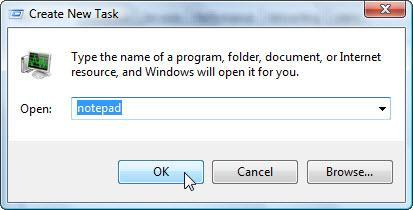 Create New Task
Type the name of a program, folder, document, or Internet
resource, and Windows will open it for you.
Open: notepad
OK Cancel Browse...